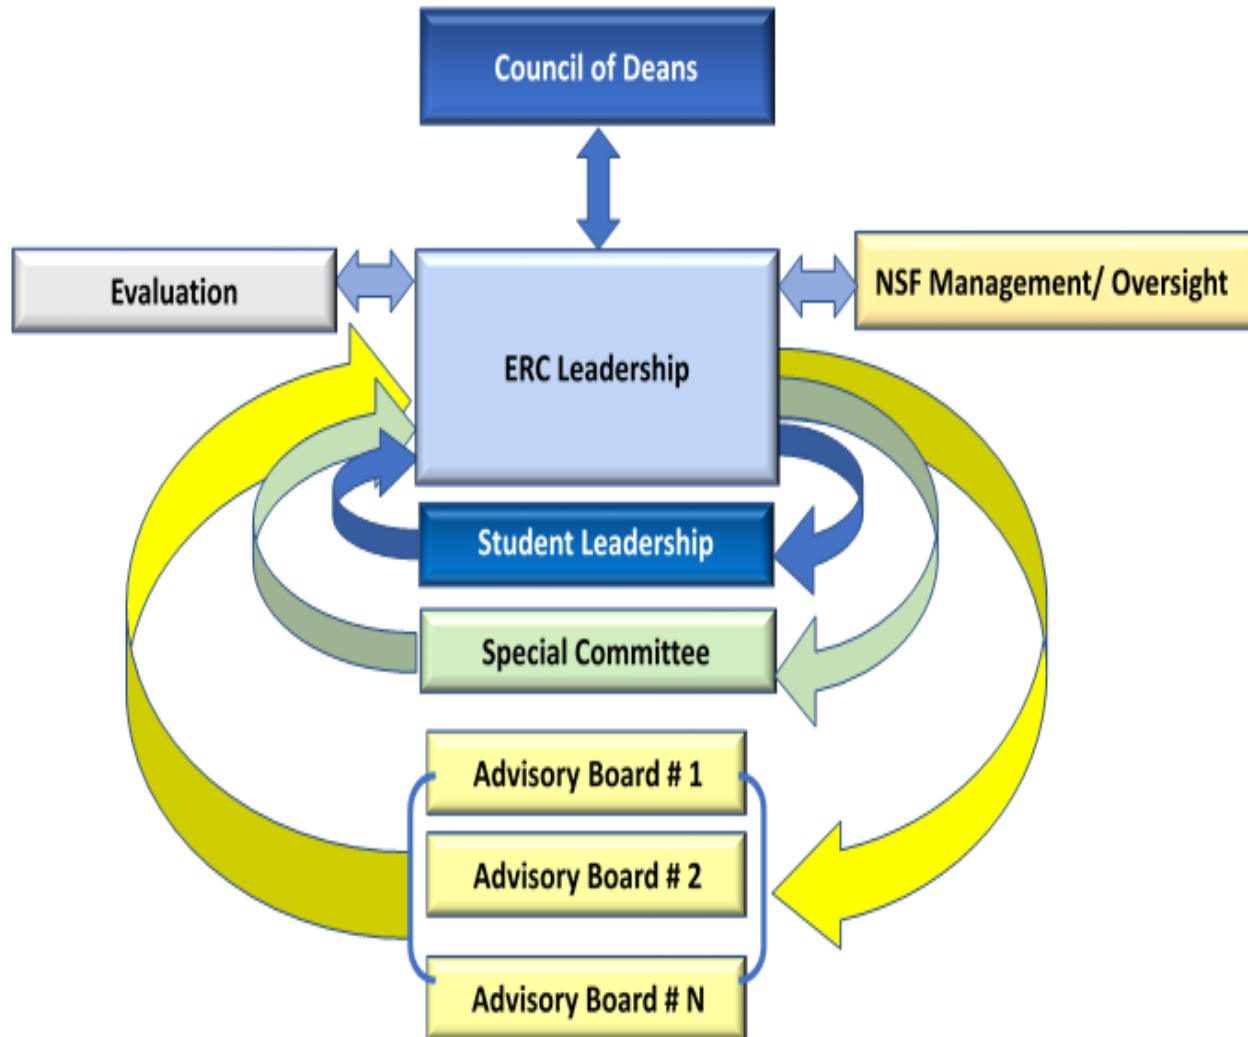 Council of Deans
Evaluation
NSF Management/ Oversight
ERC Leadership
Student Leadership
Special Committee
Advisory Board # 1
Advisory Board # 2
Advisory Board # N